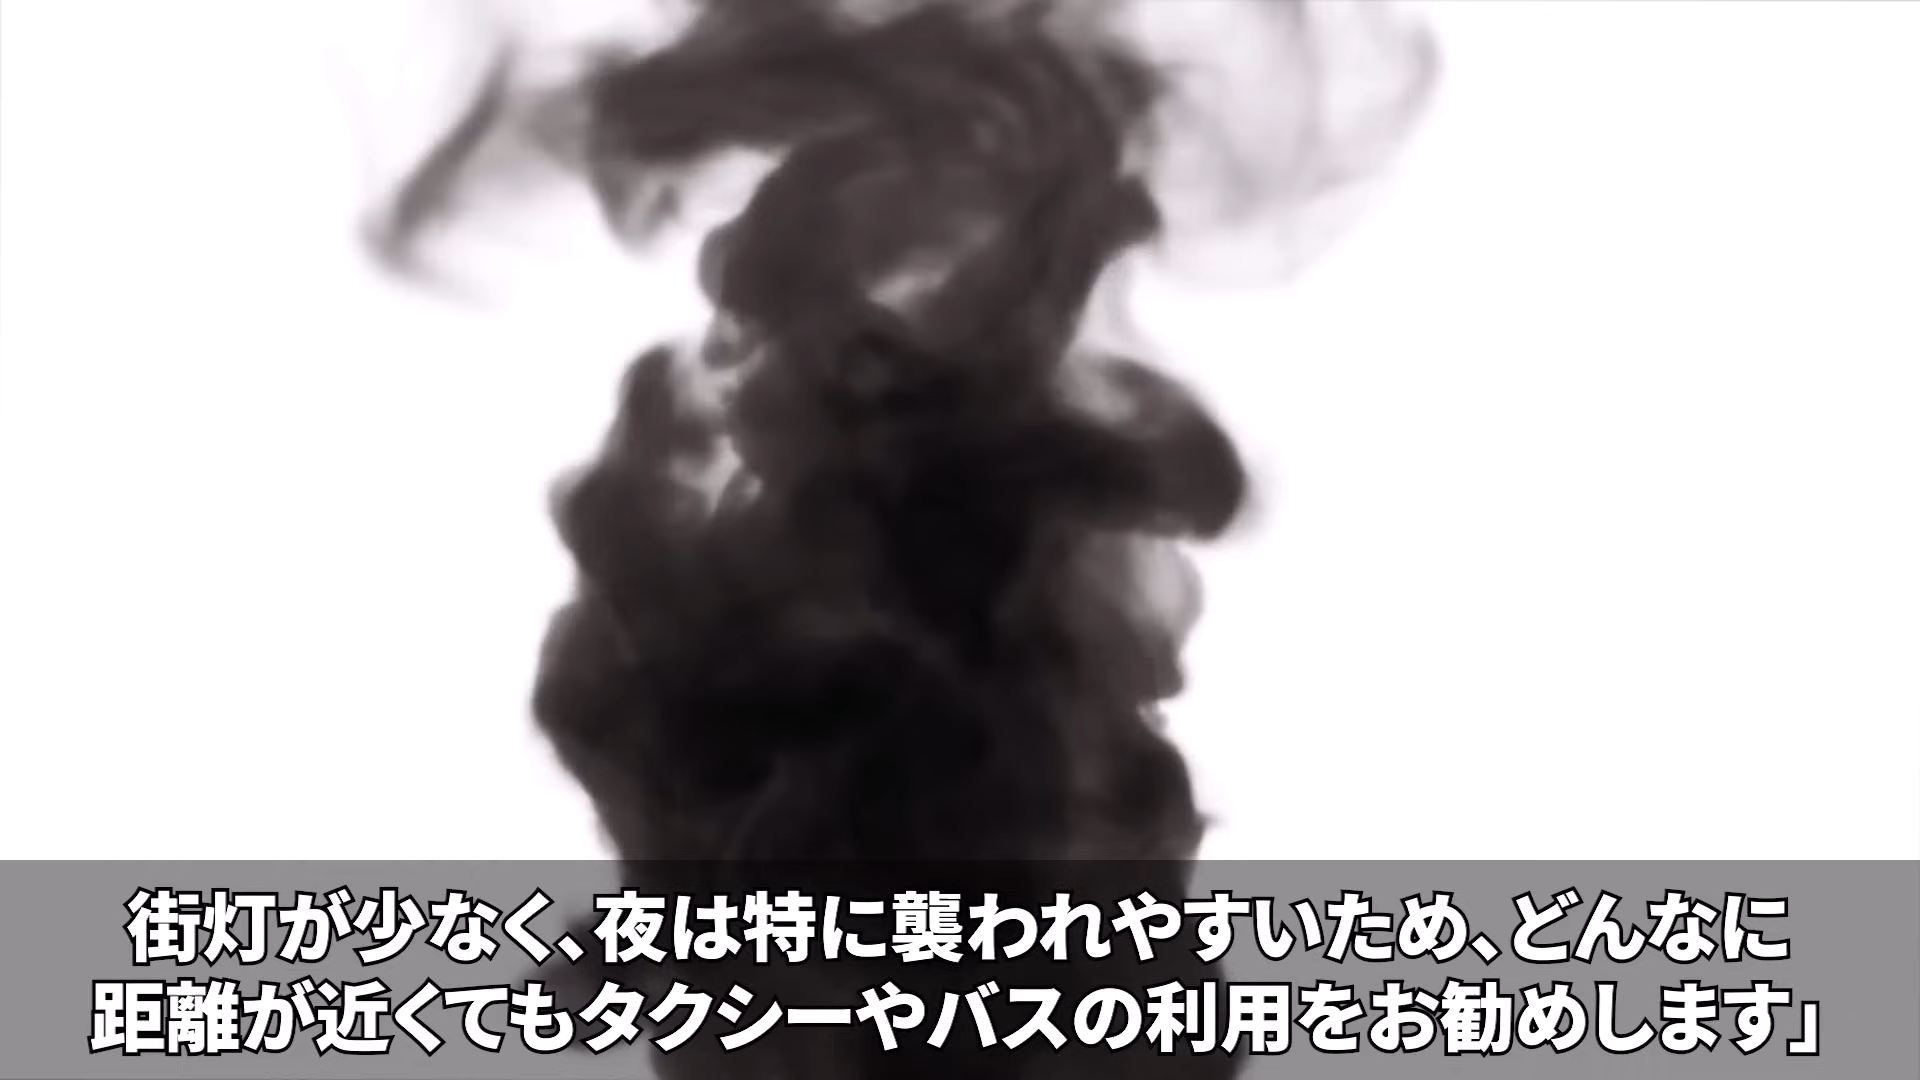 街灯が少なく、夜は特に襲われやすいため、どんなに
距離が近くてもタクシーやバスの利用をお勧めします」